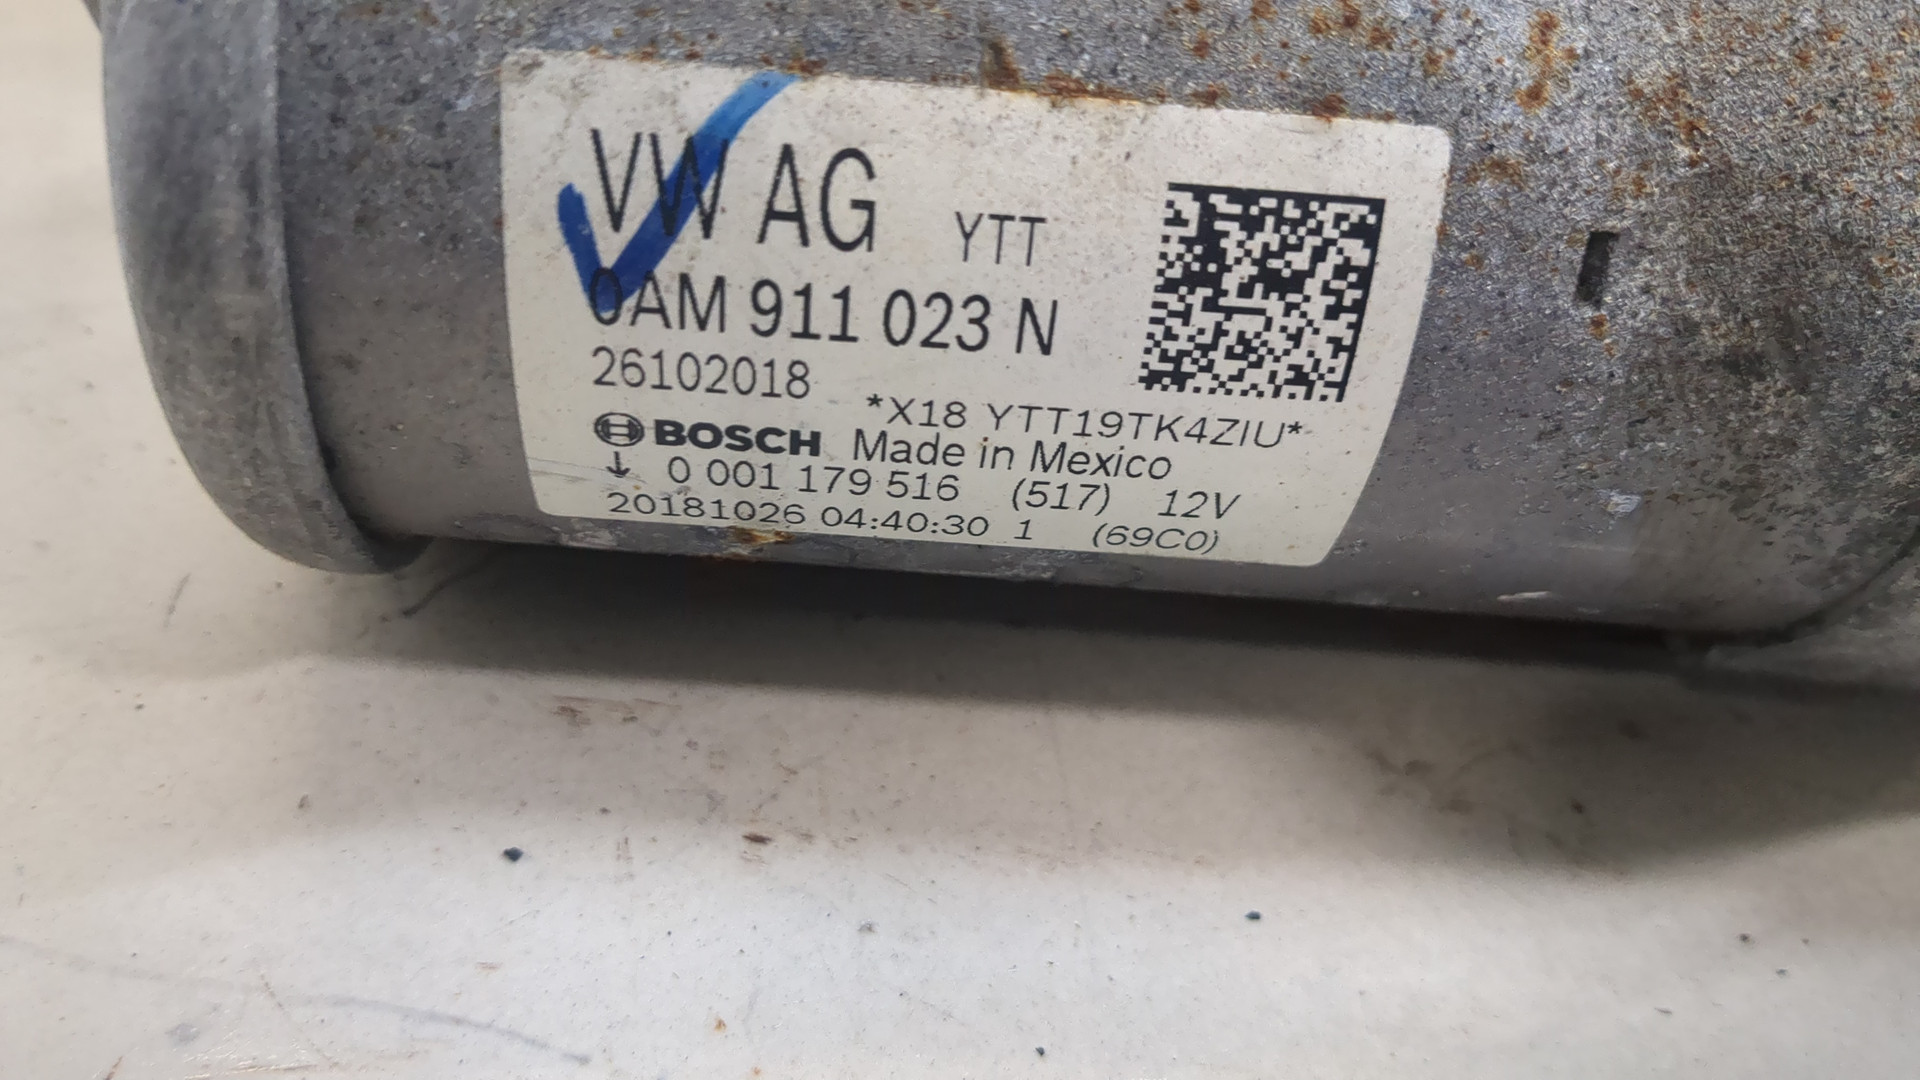 VW AG YTT
0AM 911 023 N
26102018
*X18 YTT19TK4ZIU*
BOSCH Made in Mexico
0 001 179 516 (517) 12V
20181026 04:40:30 1 (69C0)